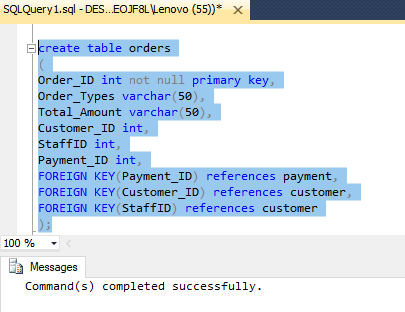 SQLQuery1.sql - DES...EOJF8L\Lenovo (55))* ×
create table orders
(
Order_ID int not null primary key,
Order_Types varchar(50),
Total_Amount varchar(50),
Customer_ID int,
StaffID int,
Payment_ID int,
FOREIGN KEY(Payment_ID) references payment,
FOREIGN KEY(Customer_ID) references customer,
FOREIGN KEY(StaffID) references customer
);
100 %
Messages
Command(s) completed successfully.